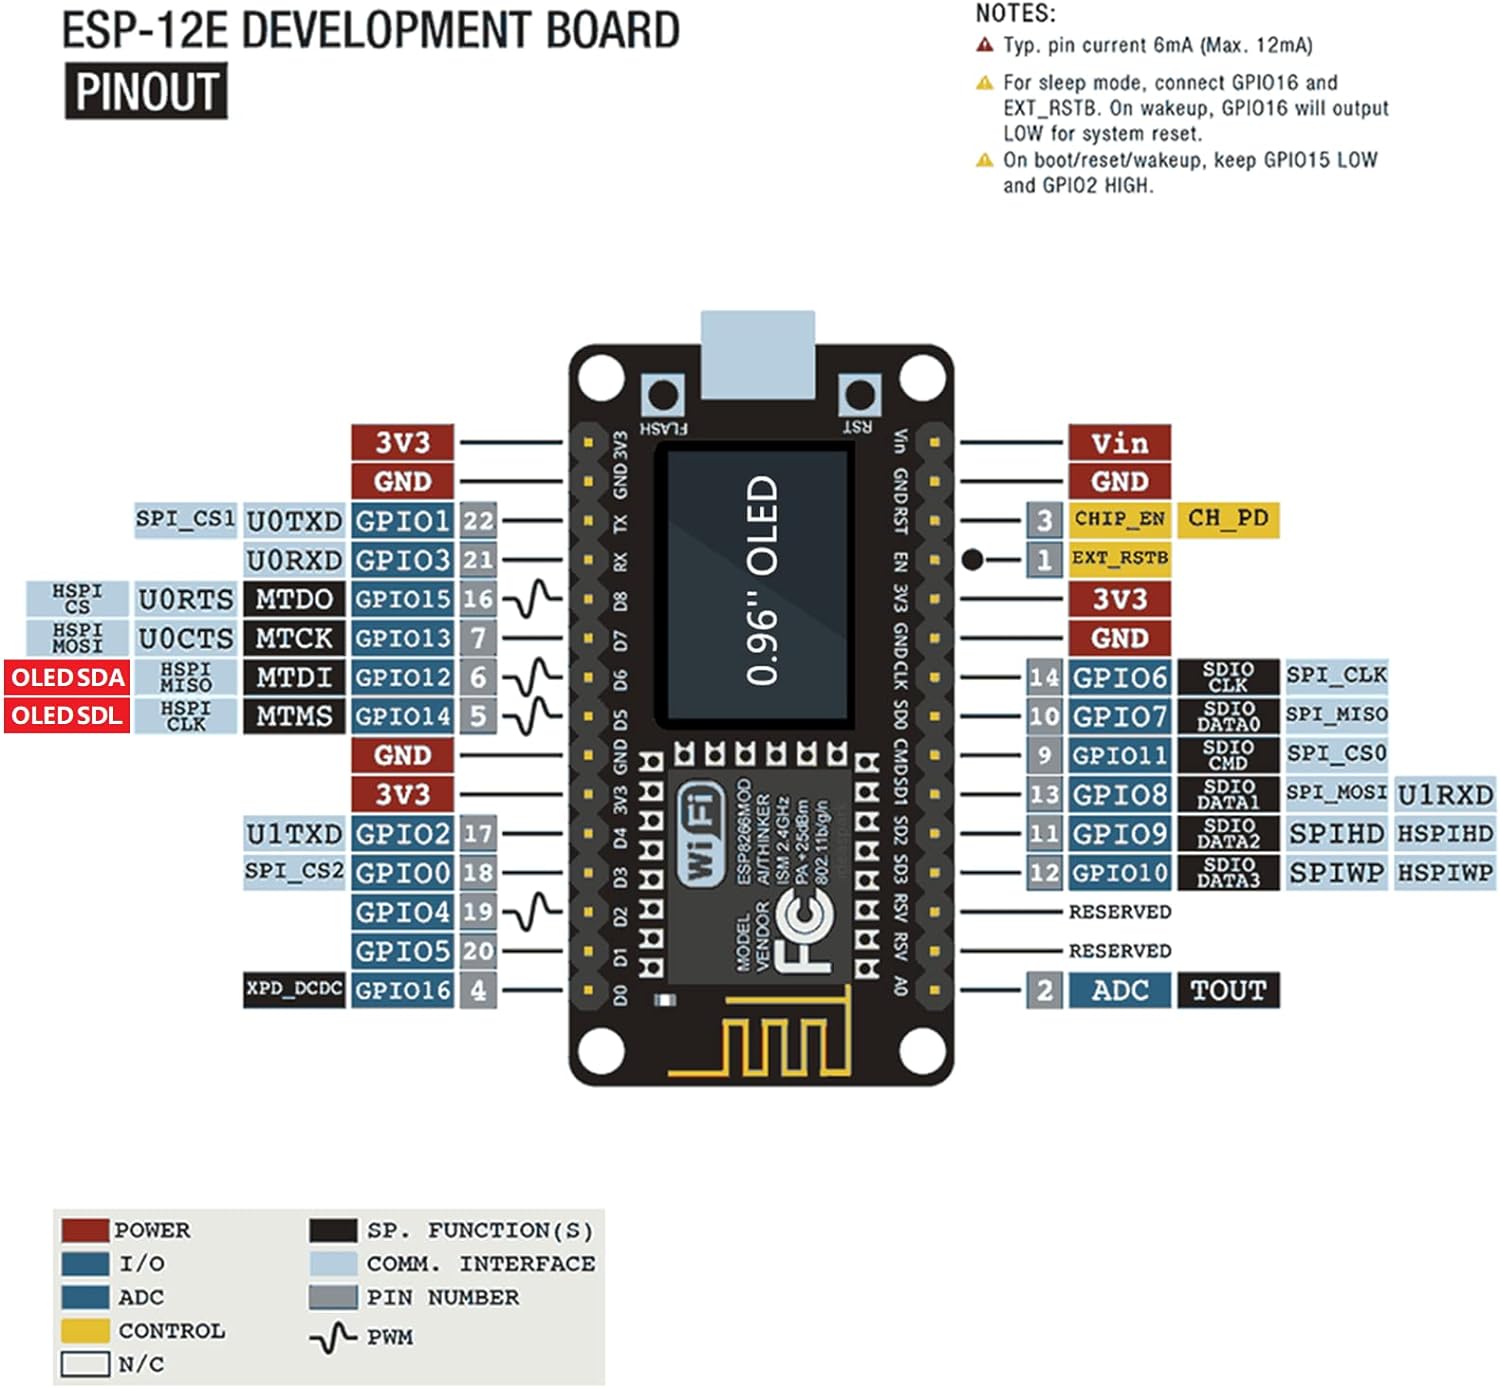 ESP-12E DEVELOPMENT BOARD
PINOUT
NOTES:
Typ. pin current 6mA (Max. 12mA)
For sleep mode, connect GPIO16 and
EXT_RSTB. On wakeup, GPIO16 will output
LOW for system reset.
On boot/reset/wakeup, keep GPIO15 LOW
and GPIO2 HIGH.
FLASH
RST
3V3
GND
SPI_CS1 U0TXD GPIO1 22
U0RXD GPIO3 21
HSPI CS U0RTS MTDO GPIO15 16
HSPI MOSI U0CTS MTCK GPIO13 7
OLED SDA HSPI MISO MTDI GPIO12 6
OLED SDL HSPI CLK MTMS GPIO14 5
GND
3V3
U1TXD GPIO2 17
SPI_CS2 GPIO0 18
GPIO4 19
GPIO5 20
XPD_DCDC GPIO16 4
3V3
GND
TX
RX
D8
D7
D6
D5
GND
3V3
D4
D3
D2
D1
D0
0.96" OLED
WiFi
MODEL ESP8266MOD
VENDOR AI/THINKER
ISM 2.4GHz
PA +25dBm
802.11b/g/n
FC
Vin
GND
RST
EN
3V3
GND
CLK
SD0
CMD
SD1
SD2
SD3
RSV
RSV
A0
Vin
GND
3 CHIP_EN CH_PD
1 EXT_RSTB
3V3
GND
14 GPIO6 SDIO CLK SPI_CLK
10 GPIO7 SDIO DATA0 SPI_MISO
9 GPIO11 SDIO CMD SPI_CS0
13 GPIO8 SDIO DATA1 SPI_MOSI U1RXD
11 GPIO9 SDIO DATA2 SPIHD HSPIHD
12 GPIO10 SDIO DATA3 SPIWP HSPIWP
RESERVED
RESERVED
2 ADC TOUT
POWER
I/O
ADC
CONTROL
N/C
SP. FUNCTION(S)
COMM. INTERFACE
PIN NUMBER
PWM